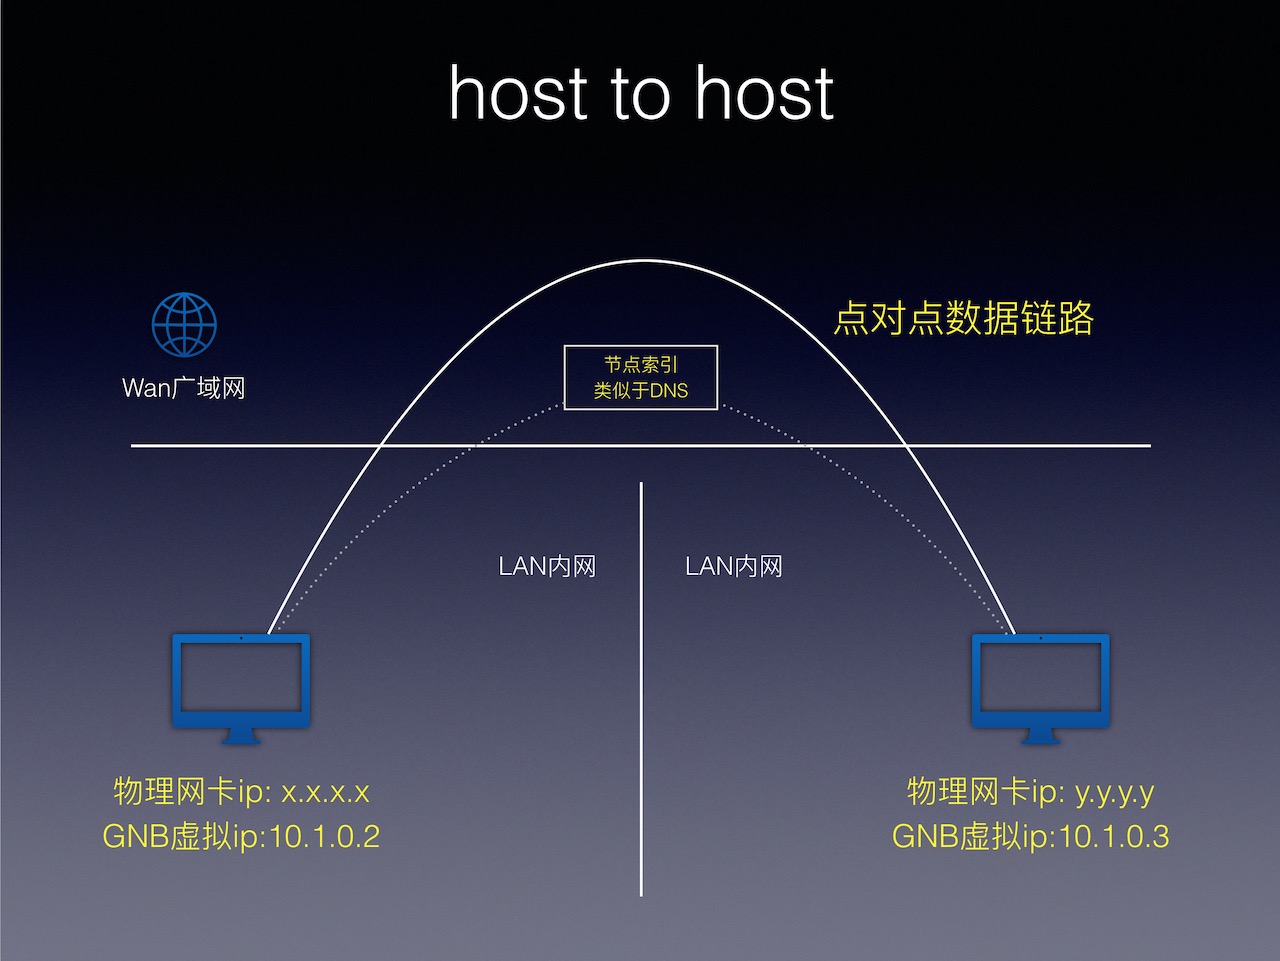 host to host
点对点数据链路
节点索引
类似于DNS
Wan广域网
LAN内网
LAN内网
物理网卡ip: x.x.x.x
GNB虚拟ip:10.1.0.2
物理网卡ip: y.y.y.y
GNB虚拟ip:10.1.0.3